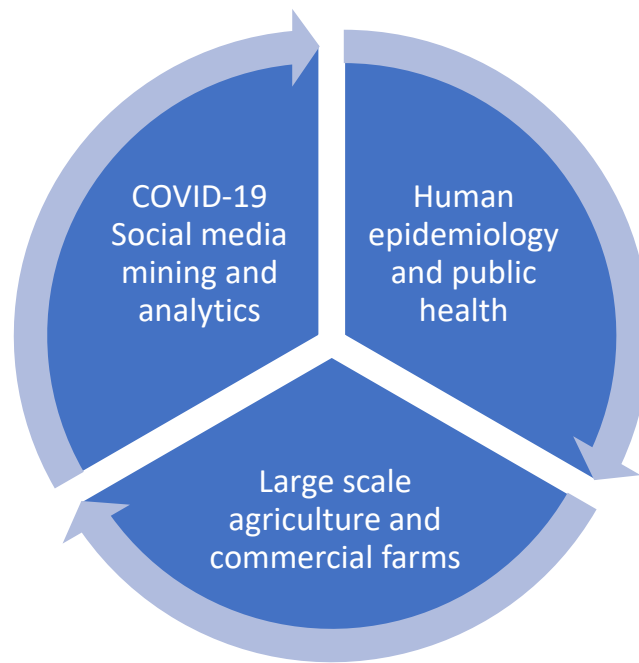 COVID-19
Social media
mining and
analytics
Human
epidemiology
and public
health
Large scale
agriculture and
commercial farms